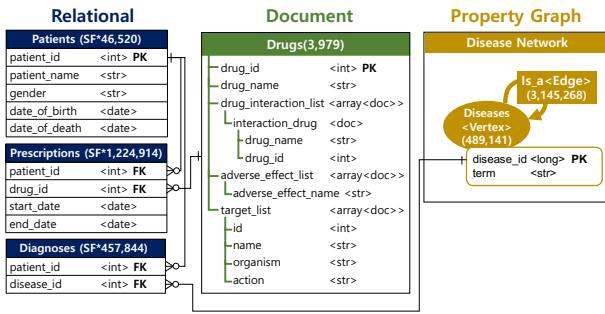 Relational
Patients (SF*46,520)
patient_id <int> PK
patient_name <str>
gender <str>
date_of_birth <date>
date_of_death <date>
Prescriptions (SF*1,224,914)
patient_id <int> FK
drug_id <int> FK
start_date <date>
end_date <date>
Diagnoses (SF*457,844)
patient_id <int> FK
disease_id <int> FK
Document
Drugs(3,979)
drug_id <int> PK
drug_name <str>
drug_interaction_list <array<doc>>
interaction_drug <doc>
drug_name <str>
drug_id <int>
adverse_effect_list <array<doc>>
adverse_effect_name <str>
target_list <array<doc>>
id <int>
name <str>
organism <str>
action <str>
Property Graph
Disease Network
Is_a<Edge>
(3,145,268)
Diseases
<Vertex>
(489,141)
disease_id <long> PK
term <str>